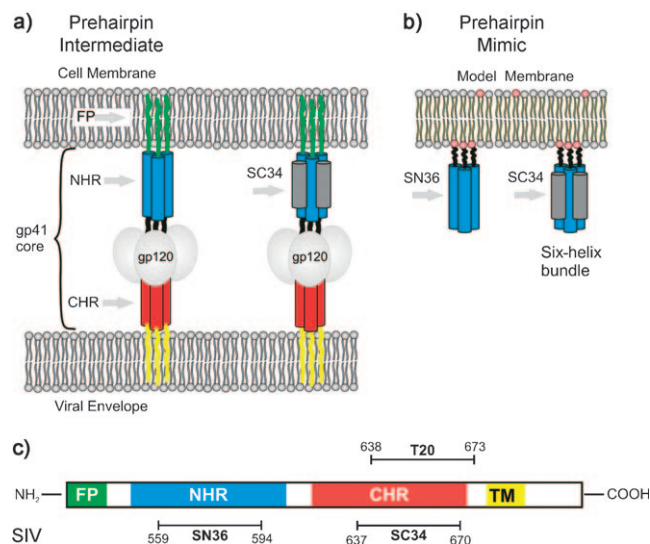 a)
Prehairpin
Intermediate
Cell Membrane
FP
NHR
SC34
gp41
core
gp120
gp120
CHR
Viral Envelope
b)
Prehairpin
Mimic
Model Membrane
SN36
SC34
Six-helix
bundle
c)
638 T20 673
NH2 FP NHR CHR TM COOH
SIV 559 SN36 594 637 SC34 670